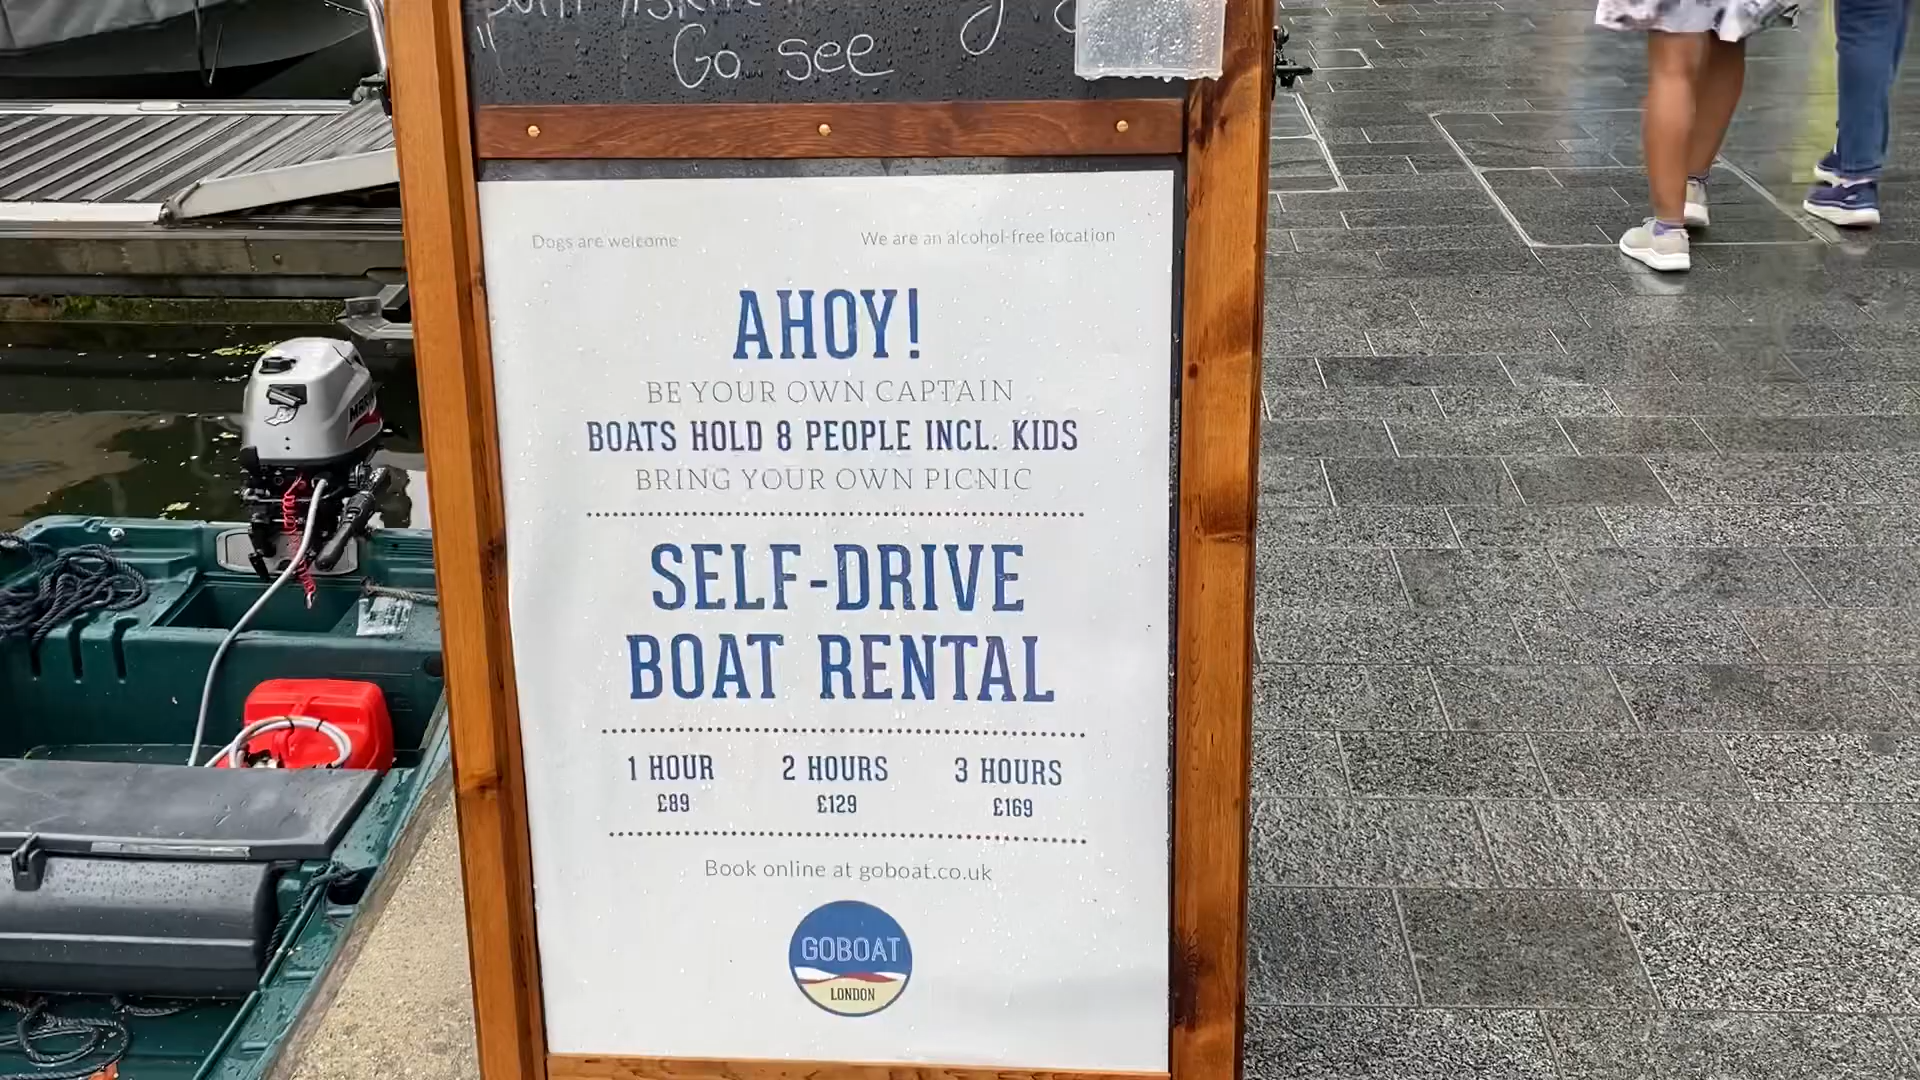 Go see
Dogs are welcome
We are an alcohol-free location
AHOY!
BE YOUR OWN CAPTAIN
BOATS HOLD 8 PEOPLE INCL. KIDS
BRING YOUR OWN PICNIC
SELF-DRIVE
BOAT RENTAL
1 HOUR 2 HOURS 3 HOURS
£89 £129 £169
Book online at goboat.co.uk
GOBOAT
LONDON